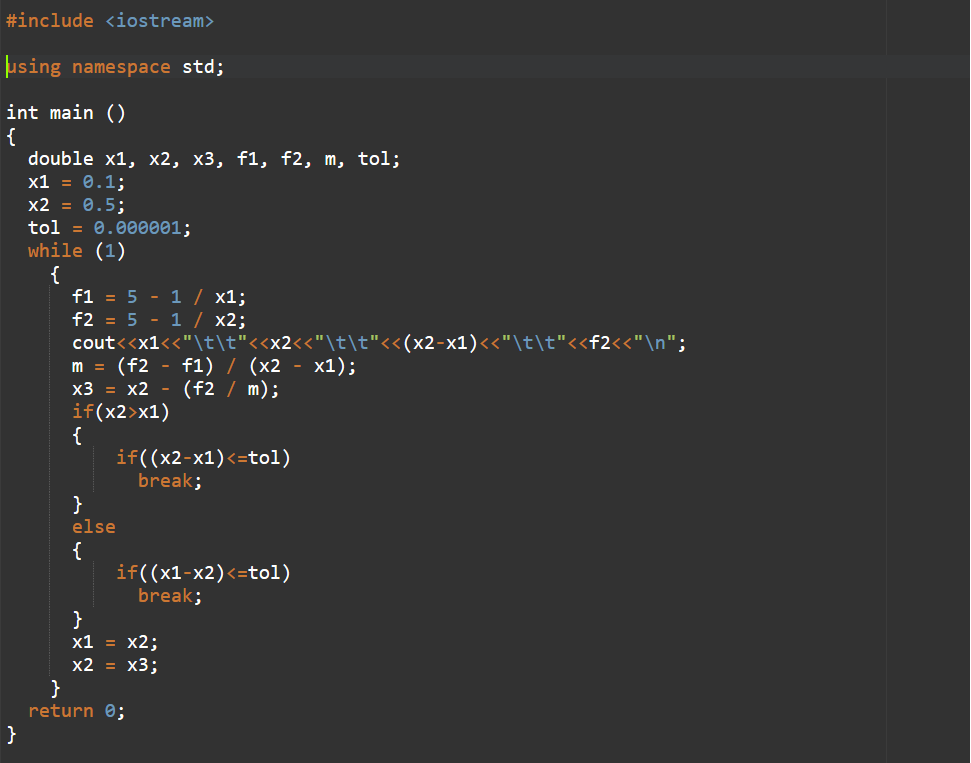 #include <iostream>
using namespace std;
int main ()
{
double x1, x2, x3, f1, f2, m, tol;
x1 = 0.1;
x2 = 0.5;
tol = 0.000001;
while (1)
{
f1 = 5 - 1 / x1;
f2 = 5 - 1 / x2;
cout<<x1<<"\t\t"<<x2<<"\t\t"<<(x2-x1)<<"\t\t"<<f2<<"\n";
m = (f2 - f1) / (x2 - x1);
x3 = x2 - (f2 / m);
if(x2>x1)
{
if((x2-x1)<=tol)
break;
}
else
{
if((x1-x2)<=tol)
break;
}
x1 = x2;
x2 = x3;
}
return 0;
}